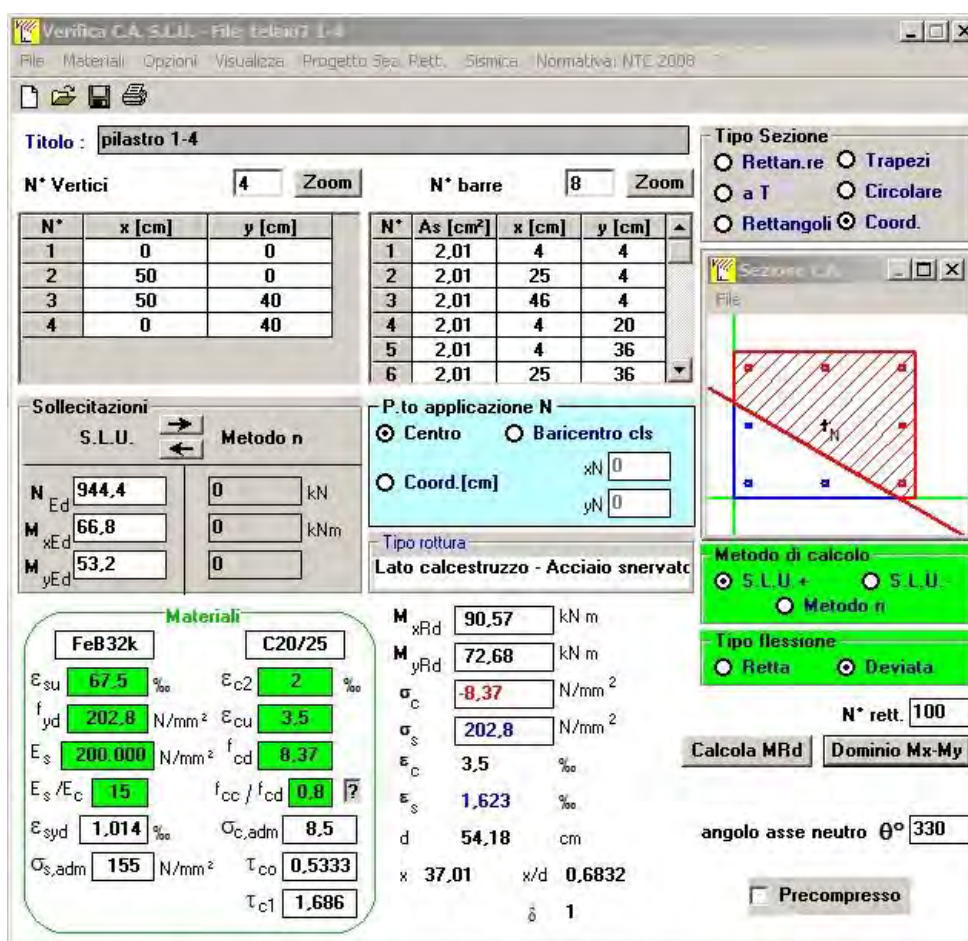 Verifica C.A. S.L.U. - File: telaio7 1-4
File Materiali Opzioni Visualizza Progetto Sez. Rett. Sismica Normativa: NTC 2008
Titolo : pilastro 1-4
N° Vertici 4 Zoom N° barre 8 Zoom
N° x [cm] y [cm]
1 0 0
2 50 0
3 50 40
4 0 40
N° As [cm²] x [cm] y [cm]
1 2,01 4 4
2 2,01 25 4
3 2,01 46 4
4 2,01 4 20
5 2,01 4 36
6 2,01 25 36
Tipo Sezione
Rettan.re Trapezi
a T Circolare
Rettangoli Coord.
Sezione C.A.
File
N
Sollecitazioni
S.L.U. Metodo n
N Ed 944,4 0 kN
M xEd 66,8 0 kNm
M yEd 53,2 0
P.to applicazione N
Centro Baricentro cls
Coord.[cm]
xN 0
yN 0
Tipo rottura
Lato calcestruzzo - Acciaio snervato
Metodo di calcolo
S.L.U.+ S.L.U.-
Metodo n
Tipo flessione
Retta Deviata
N° rett. 100
Calcola MRd Dominio Mx-My
angolo asse neutro θ° 330
Precompresso
Materiali
FeB32k C20/25
εsu 67,5 ‰ εc2 2 ‰
fyd 202,8 N/mm² εcu 3,5
Es 200.000 N/mm² fcd 8,37
Es/Ec 15 fcc / fcd 0,8 ?
εsyd 1,014 ‰ σc,adm 8,5
σs,adm 155 N/mm² τco 0,5333
τc1 1,686
M xRd 90,57 kN m
M yRd 72,68 kN m
σc -8,37 N/mm²
σs 202,8 N/mm²
εc 3,5 ‰
εs 1,623 ‰
d 54,18 cm
x 37,01 x/d 0,6832
δ 1